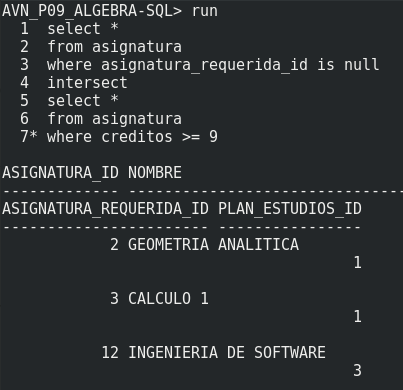 AVN_P09_ALGEBRA-SQL> run
  1  select *
  2  from asignatura
  3  where asignatura_requerida_id is null
  4  intersect
  5  select *
  6  from asignatura
  7* where creditos >= 9
ASIGNATURA_ID NOMBRE
------------- -------------------------------
ASIGNATURA_REQUERIDA_ID PLAN_ESTUDIOS_ID
----------------------- ----------------
            2 GEOMETRIA ANALITICA
                                       1
            3 CALCULO 1
                                       1
           12 INGENIERIA DE SOFTWARE
                                       3